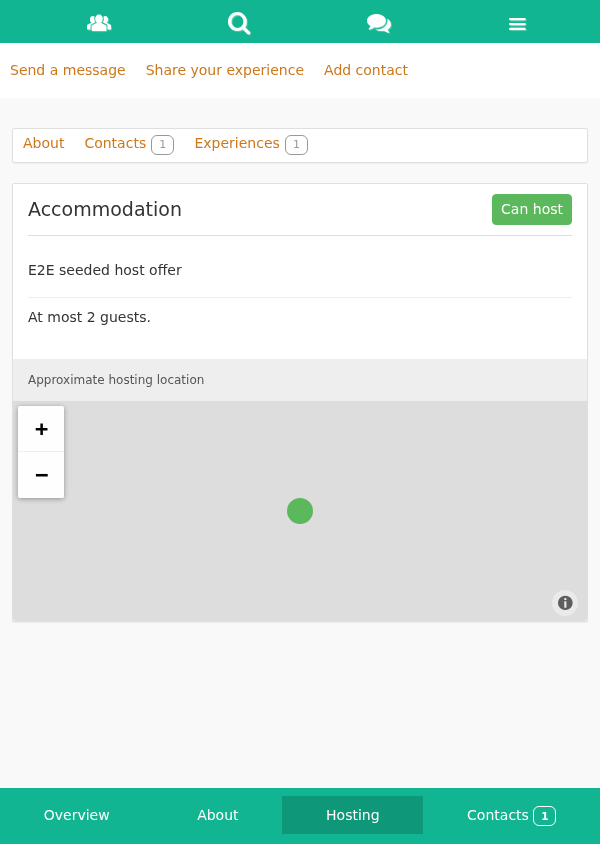 Send a message Share your experience Add contact
About Contacts 1 Experiences 1
Accommodation Can host
E2E seeded host offer
At most 2 guests.
Approximate hosting location
+
−
Overview About Hosting Contacts 1